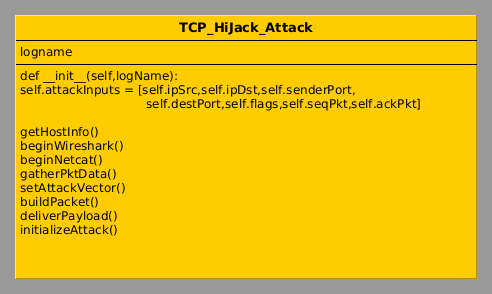 TCP_HiJack_Attack
logname
def __init__(self,logName):
self.attackInputs = [self.ipSrc,self.ipDst,self.senderPort,
self.destPort,self.flags,self.seqPkt,self.ackPkt]
getHostInfo()
beginWireshark()
beginNetcat()
gatherPktData()
setAttackVector()
buildPacket()
deliverPayload()
initializeAttack()